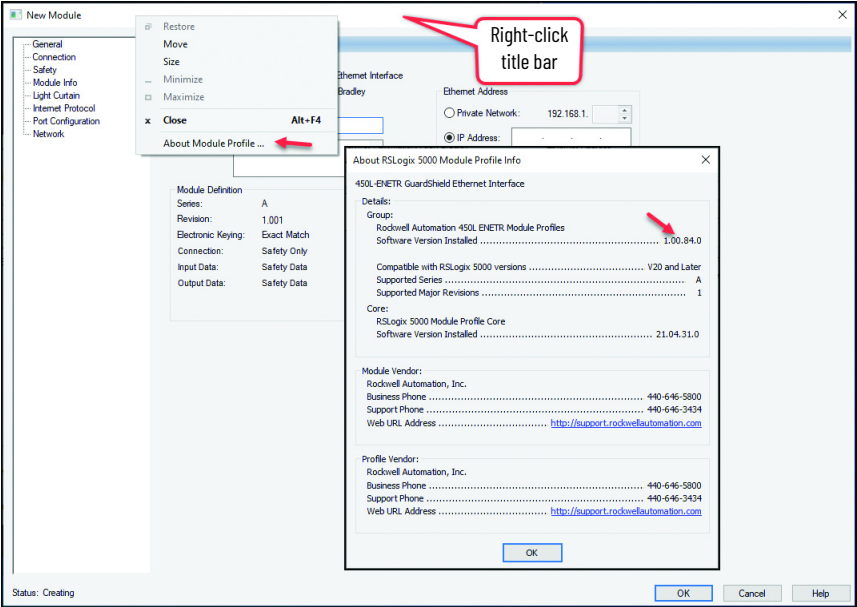 New Module
Right-click
title bar
Restore
Move
Size
Minimize
Maximize
x Close Alt+F4
About Module Profile ...
General
Connection
Safety
Module Info
Light Curtain
Internet Protocol
Port Configuration
Network
Ethernet Interface
Bradley
Ethernet Address
Private Network: 192.168.1.
IP Address: . . .
Module Definition
Series: A
Revision: 1.001
Electronic Keying: Exact Match
Connection: Safety Only
Input Data: Safety Data
Output Data: Safety Data
About RSLogix 5000 Module Profile Info
450L-ENETR GuardShield Ethernet Interface
Details:
Group:
Rockwell Automation 450L ENETR Module Profiles
Software Version Installed ........................................................ 1.00.84.0
Compatible with RSLogix 5000 versions .................................... V20 and Later
Supported Series ................................................................ A
Supported Major Revisions ........................................................ 1
Core:
RSLogix 5000 Module Profile Core
Software Version Installed ...................................................... 21.04.31.0
Module Vendor:
Rockwell Automation, Inc.
Business Phone .................................................................. 440-646-5800
Support Phone ................................................................... 440-646-3434
Web URL Address .................................. http://support.rockwellautomation.com
Profile Vendor:
Rockwell Automation, Inc.
Business Phone .................................................................. 440-646-5800
Support Phone ................................................................... 440-646-3434
Web URL Address .................................. http://support.rockwellautomation.com
OK
Status: Creating
OK Cancel Help